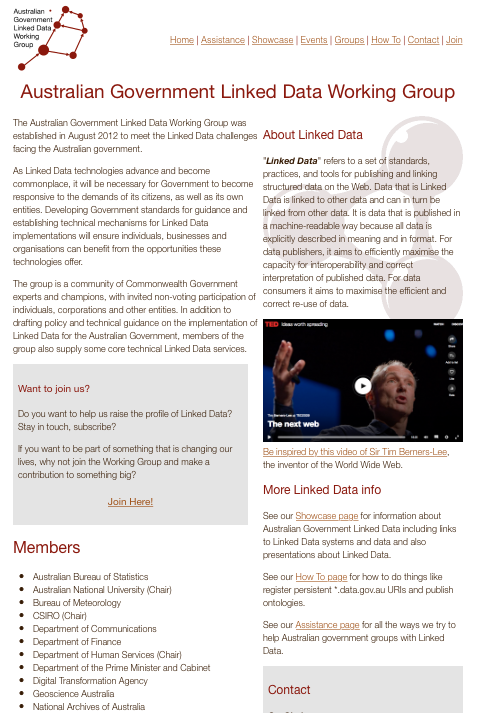 Australian
Government
Linked Data
Working
Group
Home | Assistance | Showcase | Events | Groups | How To | Contact | Join
Australian Government Linked Data Working Group
The Australian Government Linked Data Working Group was
established in August 2012 to meet the Linked Data challenges
facing the Australian government.
As Linked Data technologies advance and become
commonplace, it will be necessary for Government to become
responsive to the demands of its citizens, as well as its own
entities. Developing Government standards for guidance and
establishing technical mechanisms for Linked Data
implementations will ensure individuals, businesses and
organisations can benefit from the opportunities these
technologies offer.
The group is a community of Commonwealth Government
experts and champions, with invited non-voting participation of
individuals, corporations and other entities. In addition to
drafting policy and technical guidance on the implementation of
Linked Data for the Australian Government, members of the
group also supply some core technical Linked Data services.
Want to join us?
Do you want to help us raise the profile of Linked Data?
Stay in touch, subscribe?
If you want to be part of something that is changing our
lives, why not join the Working Group and make a
contribution to something big?
Join Here!
Members
• Australian Bureau of Statistics
• Australian National University (Chair)
• Bureau of Meteorology
• CSIRO (Chair)
• Department of Communications
• Department of Finance
• Department of Human Services (Chair)
• Department of the Prime Minister and Cabinet
• Digital Transformation Agency
• Geoscience Australia
• National Archives of Australia
About Linked Data
"Linked Data" refers to a set of standards,
practices, and tools for publishing and linking
structured data on the Web. Data that is Linked
Data is linked to other data and can in turn be
linked from other data. It is data that is published in
a machine-readable way because all data is
explicitly described in meaning and in format. For
data publishers, it aims to efficiently maximise the
capacity for interoperability and correct
interpretation of published data. For data
consumers it aims to maximise the efficient and
correct re-use of data.
TED Ideas worth spreading
Share
Add to list
Like
Rate
Tim Berners-Lee at TED2009
The next web
Be inspired by this video of Sir Tim Berners-Lee,
the inventor of the World Wide Web.
More Linked Data info
See our Showcase page for information about
Australian Government Linked Data including links
to Linked Data systems and data and also
presentations about Linked Data.
See our How To page for how to do things like
register persistent *.data.gov.au URIs and publish
ontologies.
See our Assistance page for all the ways we try to
help Australian government groups with Linked
Data.
Contact